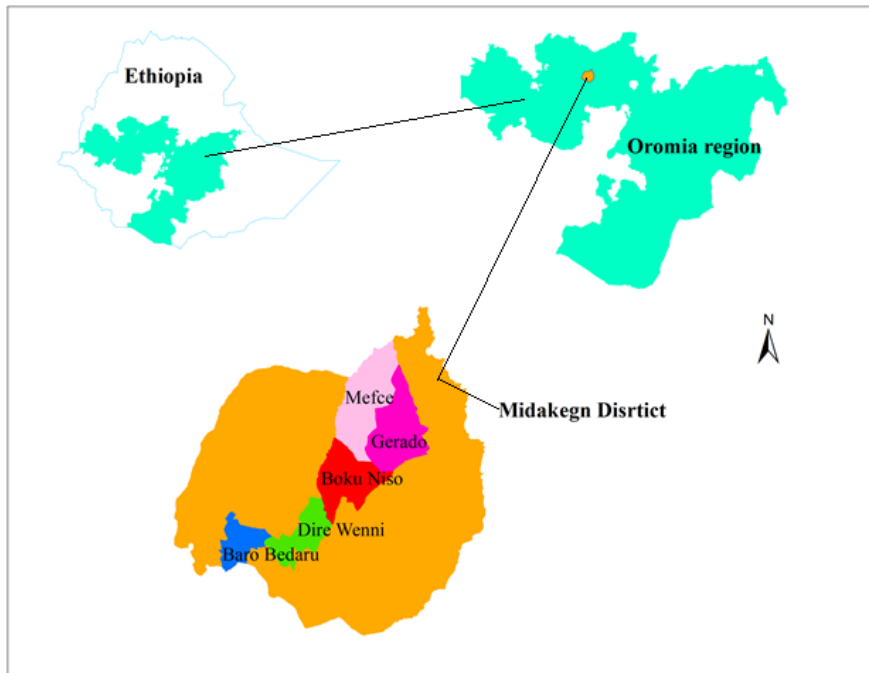 Ethiopia
Oromia region
N
Mefce
Midakegn Disrtict
Gerado
Boku Niso
Dire Wenni
Baro Bedaru